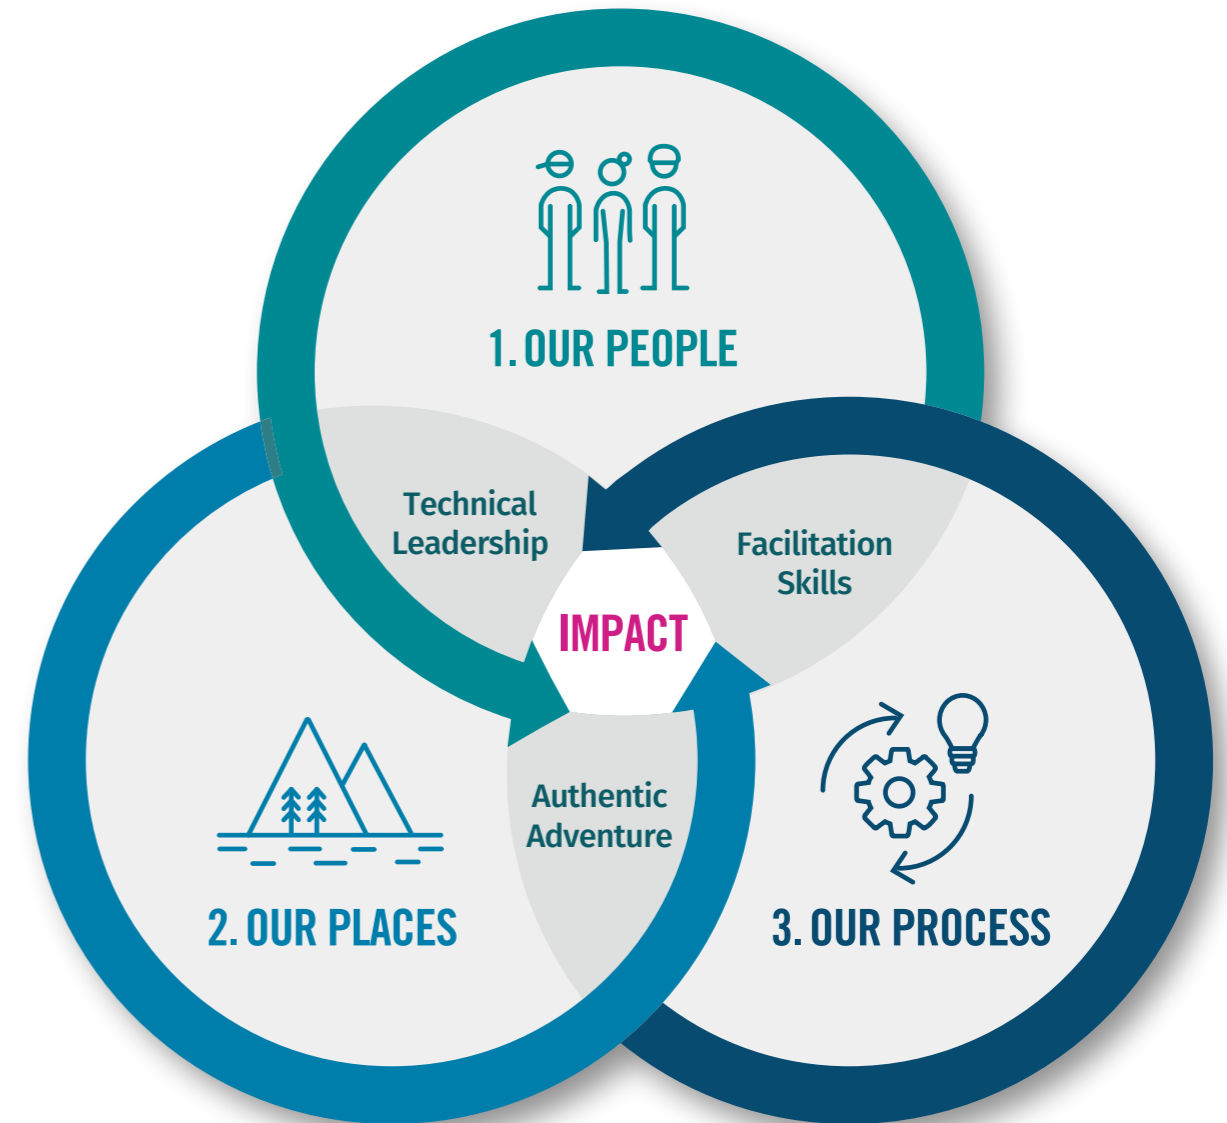 1. OUR PEOPLE
Technical
Leadership
Facilitation
Skills
IMPACT
Authentic
Adventure
2. OUR PLACES
3. OUR PROCESS